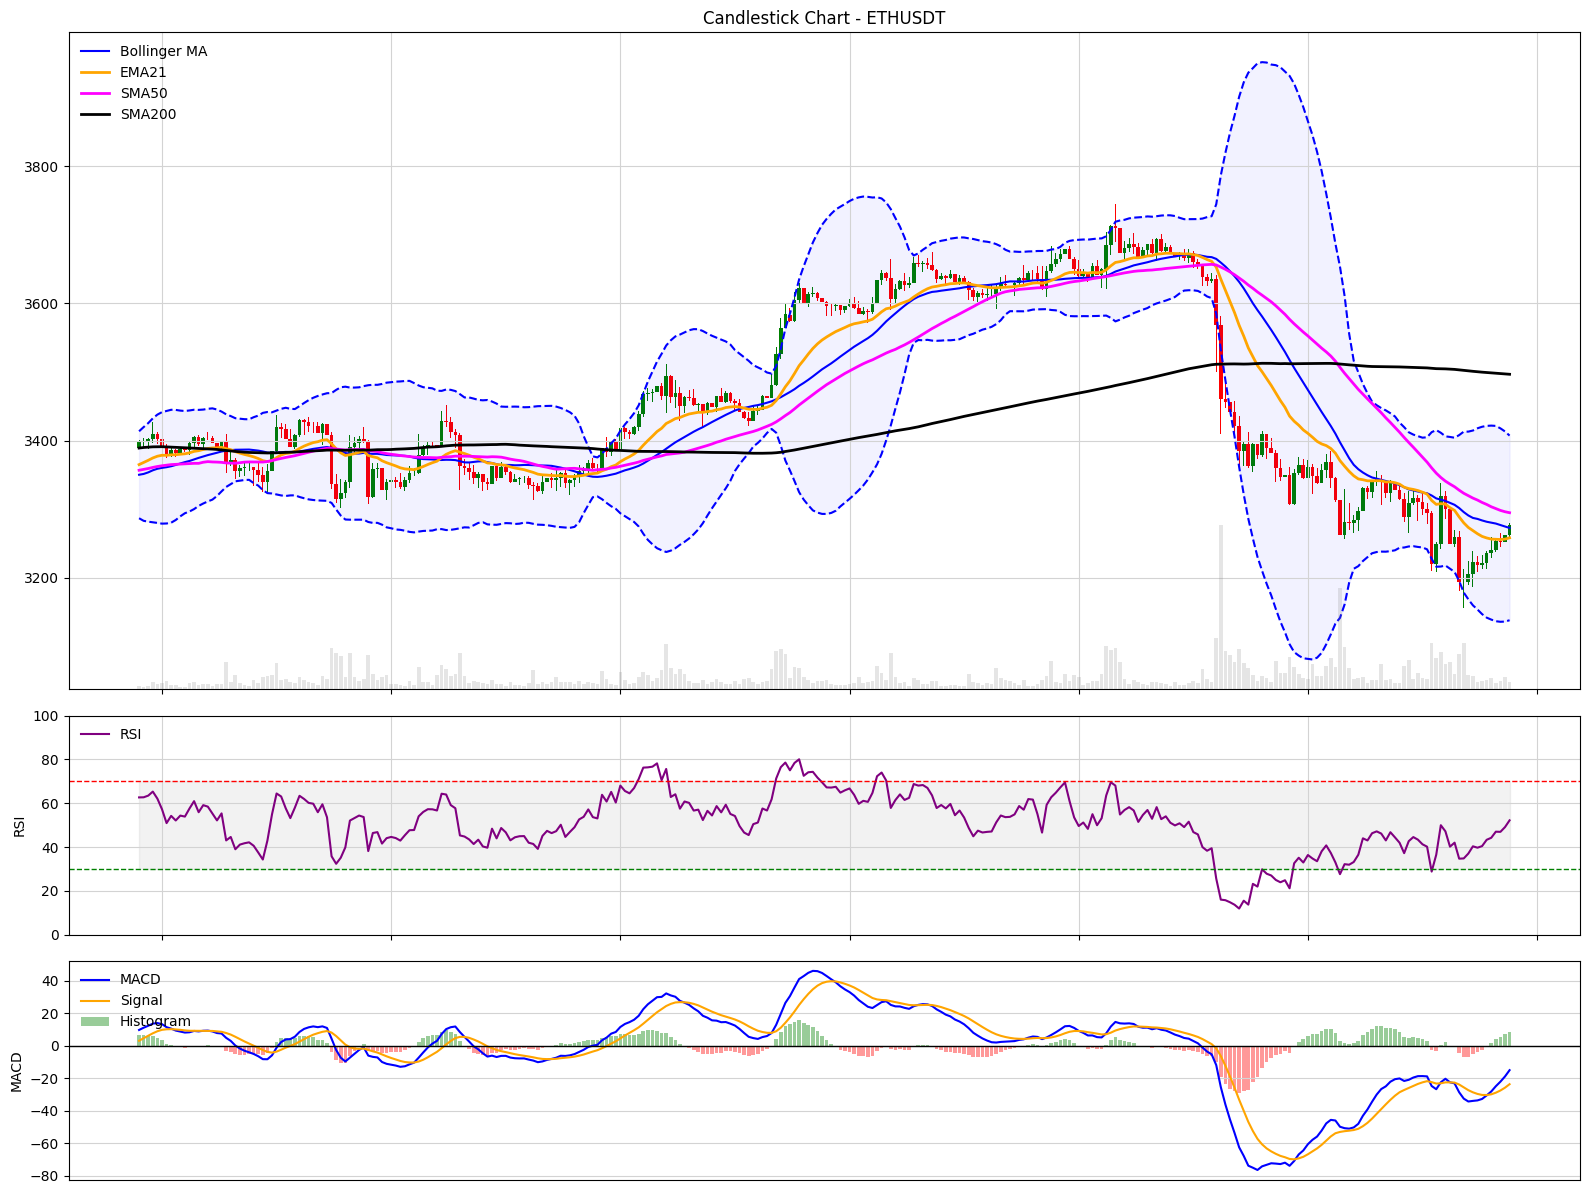 Candlestick Chart - ETHUSDT
Bollinger MA
EMA21
SMA50
SMA200
3800
3600
3400
3200
RSI
100
80
60
40
20
0
RSI
MACD
Signal
Histogram
40
20
0
−20
−40
−60
−80
MACD